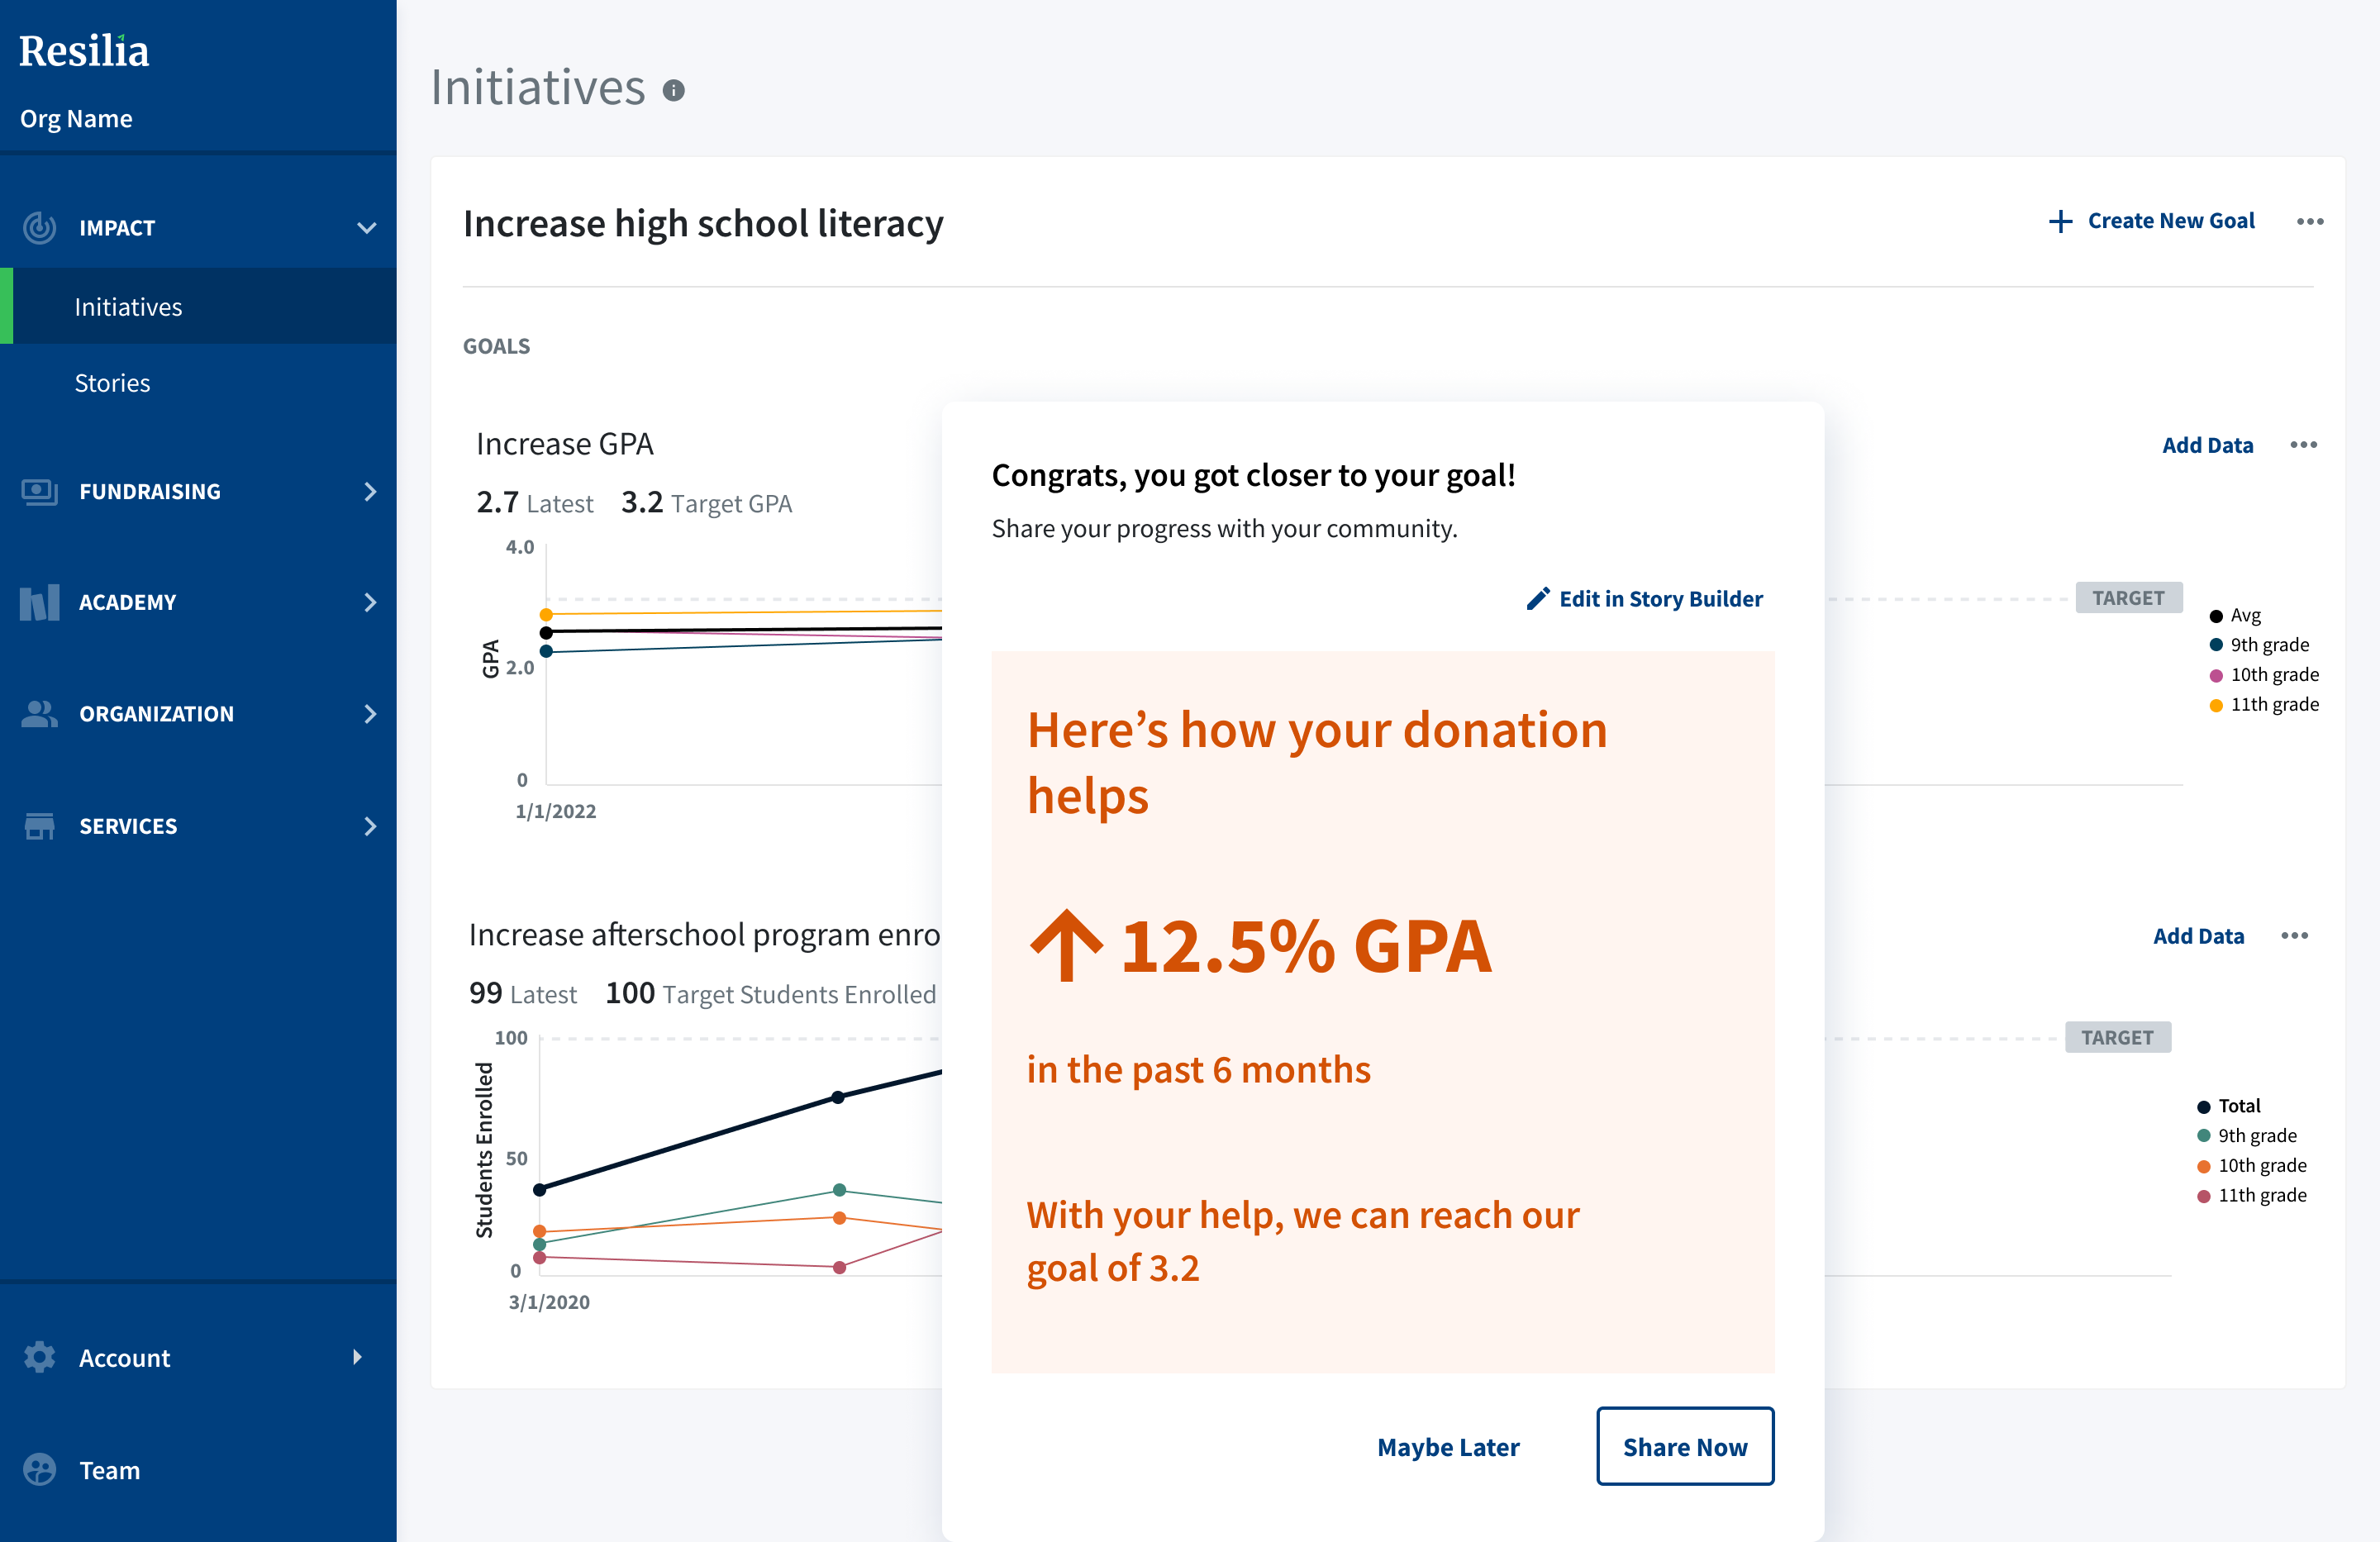 Resilia
Org Name
IMPACT
Initiatives
Stories
FUNDRAISING
ACADEMY
ORGANIZATION
SERVICES
Account
Team
Initiatives
Increase high school literacy
Create New Goal
GOALS
Increase GPA
Add Data
2.7 Latest 3.2 Target GPA
4.0
2.0
0
GPA
1/1/2022
TARGET
Avg
9th grade
10th grade
11th grade
Increase afterschool program enro
Add Data
99 Latest 100 Target Students Enrolled
100
50
0
Students Enrolled
3/1/2020
TARGET
Total
9th grade
10th grade
11th grade
Congrats, you got closer to your goal!
Share your progress with your community.
Edit in Story Builder
Here’s how your donation
helps
12.5% GPA
in the past 6 months
With your help, we can reach our
goal of 3.2
Maybe Later
Share Now